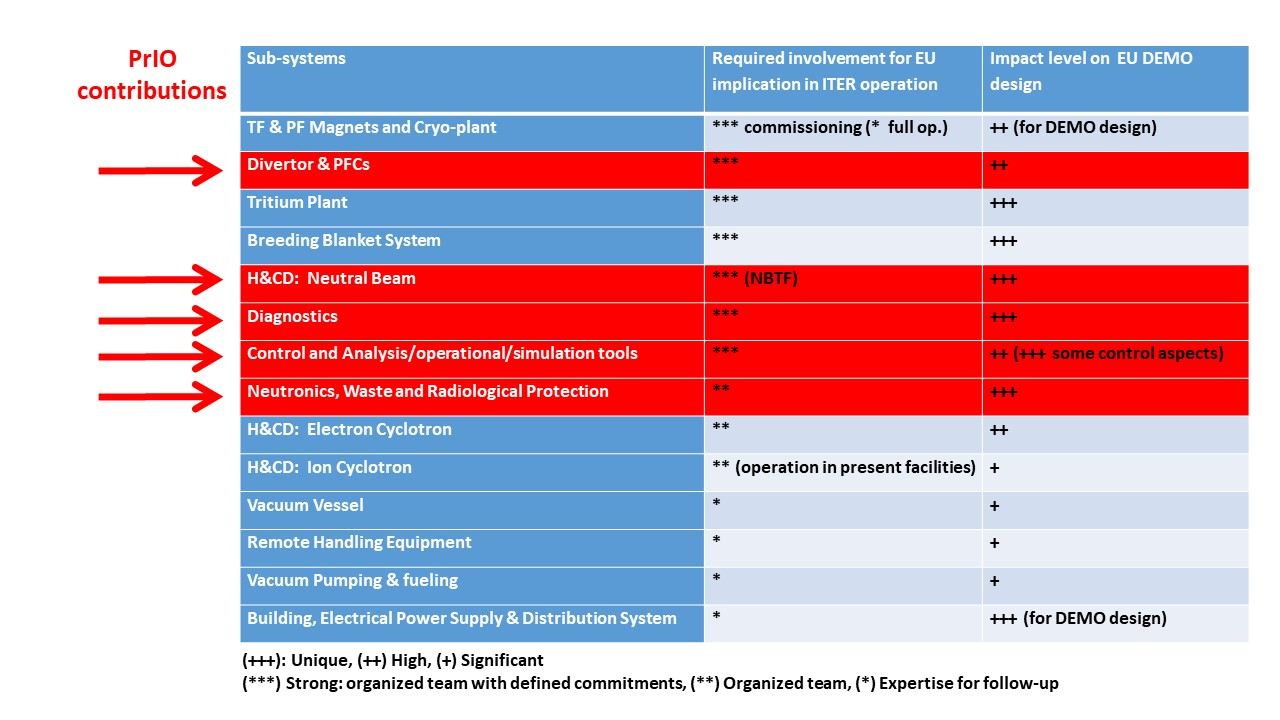 PrIO
contributions
Sub-systems
Required involvement for EU
implication in ITER operation
Impact level on EU DEMO
design
TF & PF Magnets and Cryo-plant
*** commissioning (* full op.)
++ (for DEMO design)
Divertor & PFCs
***
++
Tritium Plant
***
+++
Breeding Blanket System
***
+++
H&CD: Neutral Beam
*** (NBTF)
+++
Diagnostics
***
+++
Control and Analysis/operational/simulation tools
***
++ (+++ some control aspects)
Neutronics, Waste and Radiological Protection
**
+++
H&CD: Electron Cyclotron
**
++
H&CD: Ion Cyclotron
** (operation in present facilities)
+
Vacuum Vessel
*
+
Remote Handling Equipment
*
+
Vacuum Pumping & fueling
*
+
Building, Electrical Power Supply & Distribution System
*
+++ (for DEMO design)
(+++): Unique, (++) High, (+) Significant
(***) Strong: organized team with defined commitments, (**) Organized team, (*) Expertise for follow-up